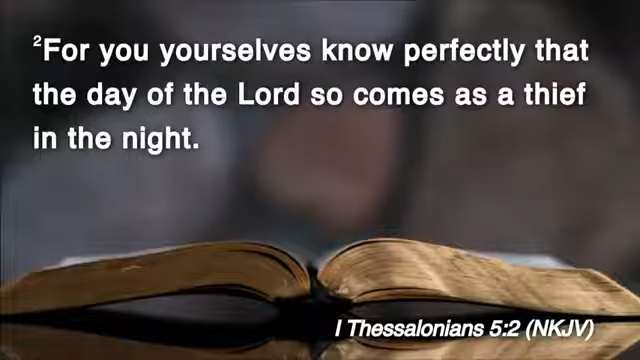 ²For you yourselves know perfectly that
the day of the Lord so comes as a thief
in the night.
I Thessalonians 5:2 (NKJV)